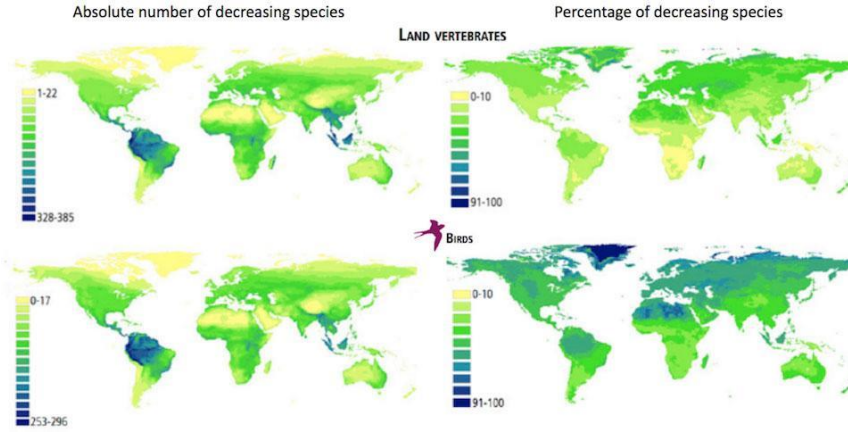 Absolute number of decreasing species
Percentage of decreasing species
LAND VERTEBRATES
1-22
328-385
0-10
91-100
BIRDS
0-17
253-296
0-10
91-100